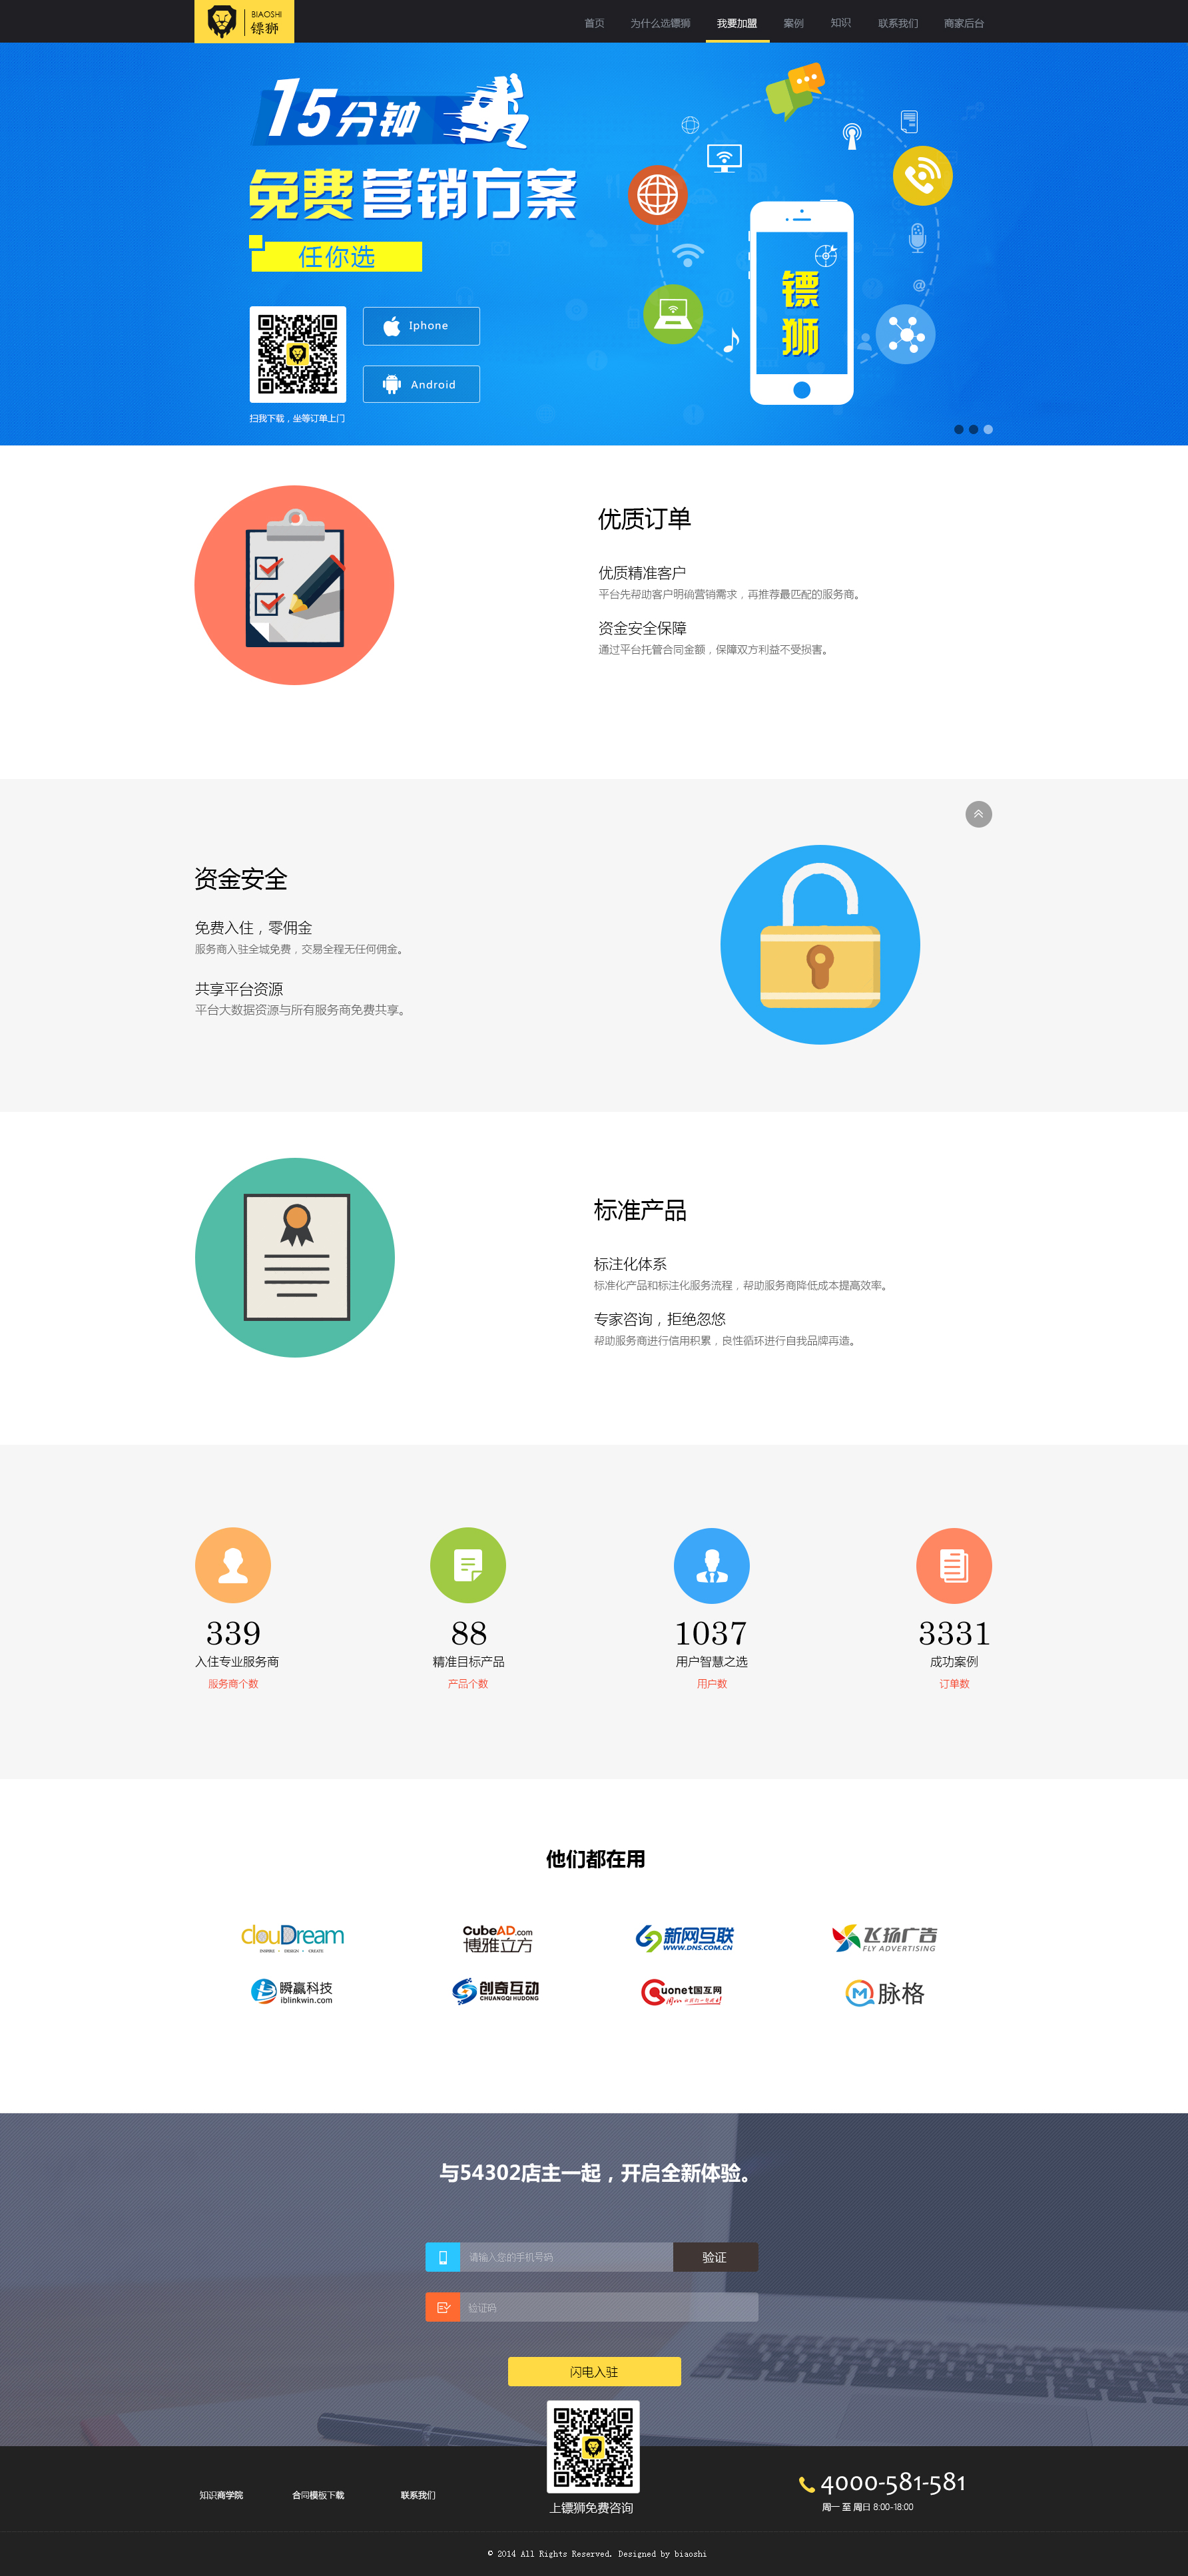 BIAOSHI
镖狮
首页 为什么选镖狮 我要加盟 案例 知识 联系我们 商家后台
15分钟
免费营销方案
任你选
Iphone
Android
扫我下载，坐等订单上门
镖
狮
优质订单
优质精准客户
平台先帮助客户明确营销需求，再推荐最匹配的服务商。
资金安全保障
通过平台托管合同金额，保障双方利益不受损害。
资金安全
免费入住，零佣金
服务商入驻全城免费，交易全程无任何佣金。
共享平台资源
平台大数据资源与所有服务商免费共享。
标准产品
标注化体系
标准化产品和标注化服务流程，帮助服务商降低成本提高效率。
专家咨询，拒绝忽悠
帮助服务商进行信用积累，良性循环进行自我品牌再造。
339 88 1037 3331
入住专业服务商 精准目标产品 用户智慧之选 成功案例
服务商个数 产品个数 用户数 订单数
他们都在用
clouDream
INSPIRE • DESIGN • CREATE
CubeAD.com
博雅立方
新网互联
WWW.DNS.COM.CN
飞扬广告
FLY ADVERTISING
瞬赢科技
iblinkwin.com
创奇互动
CHUANGQI HUDONG
Guonet国互网
脉格
与54302店主一起，开启全新体验。
请输入您的手机号码 验证
验证码
闪电入驻
知识商学院 合同模板下载 联系我们
上镖狮免费咨询
4000-581-581
周一 至 周日 8:00-18:00
© 2014 All Rights Reserved. Designed by biaoshi